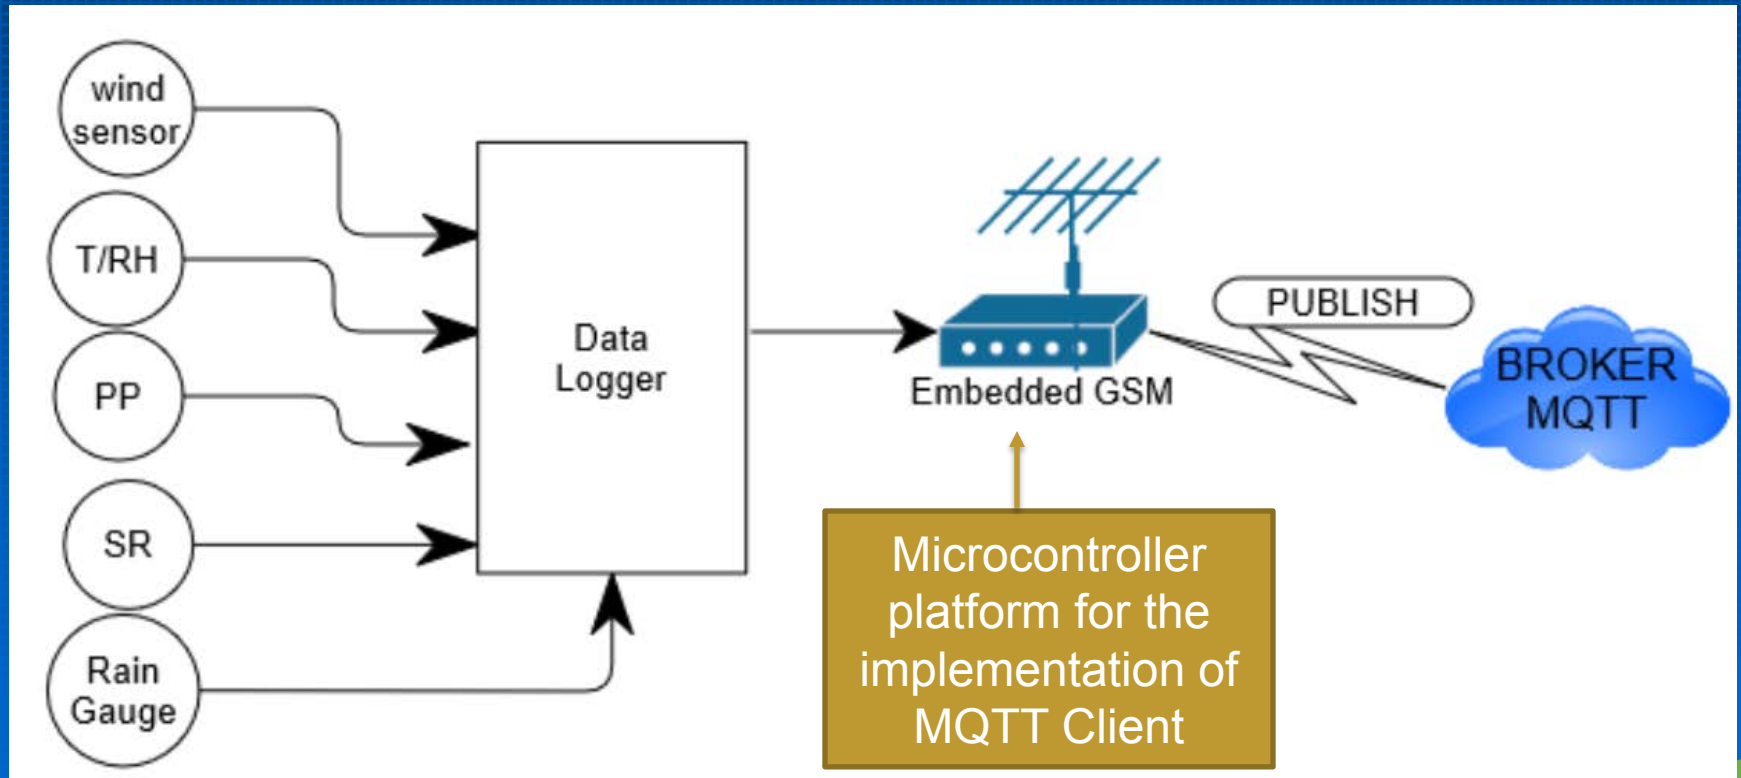 wind
sensor
T/RH
PP
SR
Rain
Gauge
Data
Logger
Embedded GSM
PUBLISH
BROKER
MQTT
Microcontroller
platform for the
implementation of
MQTT Client